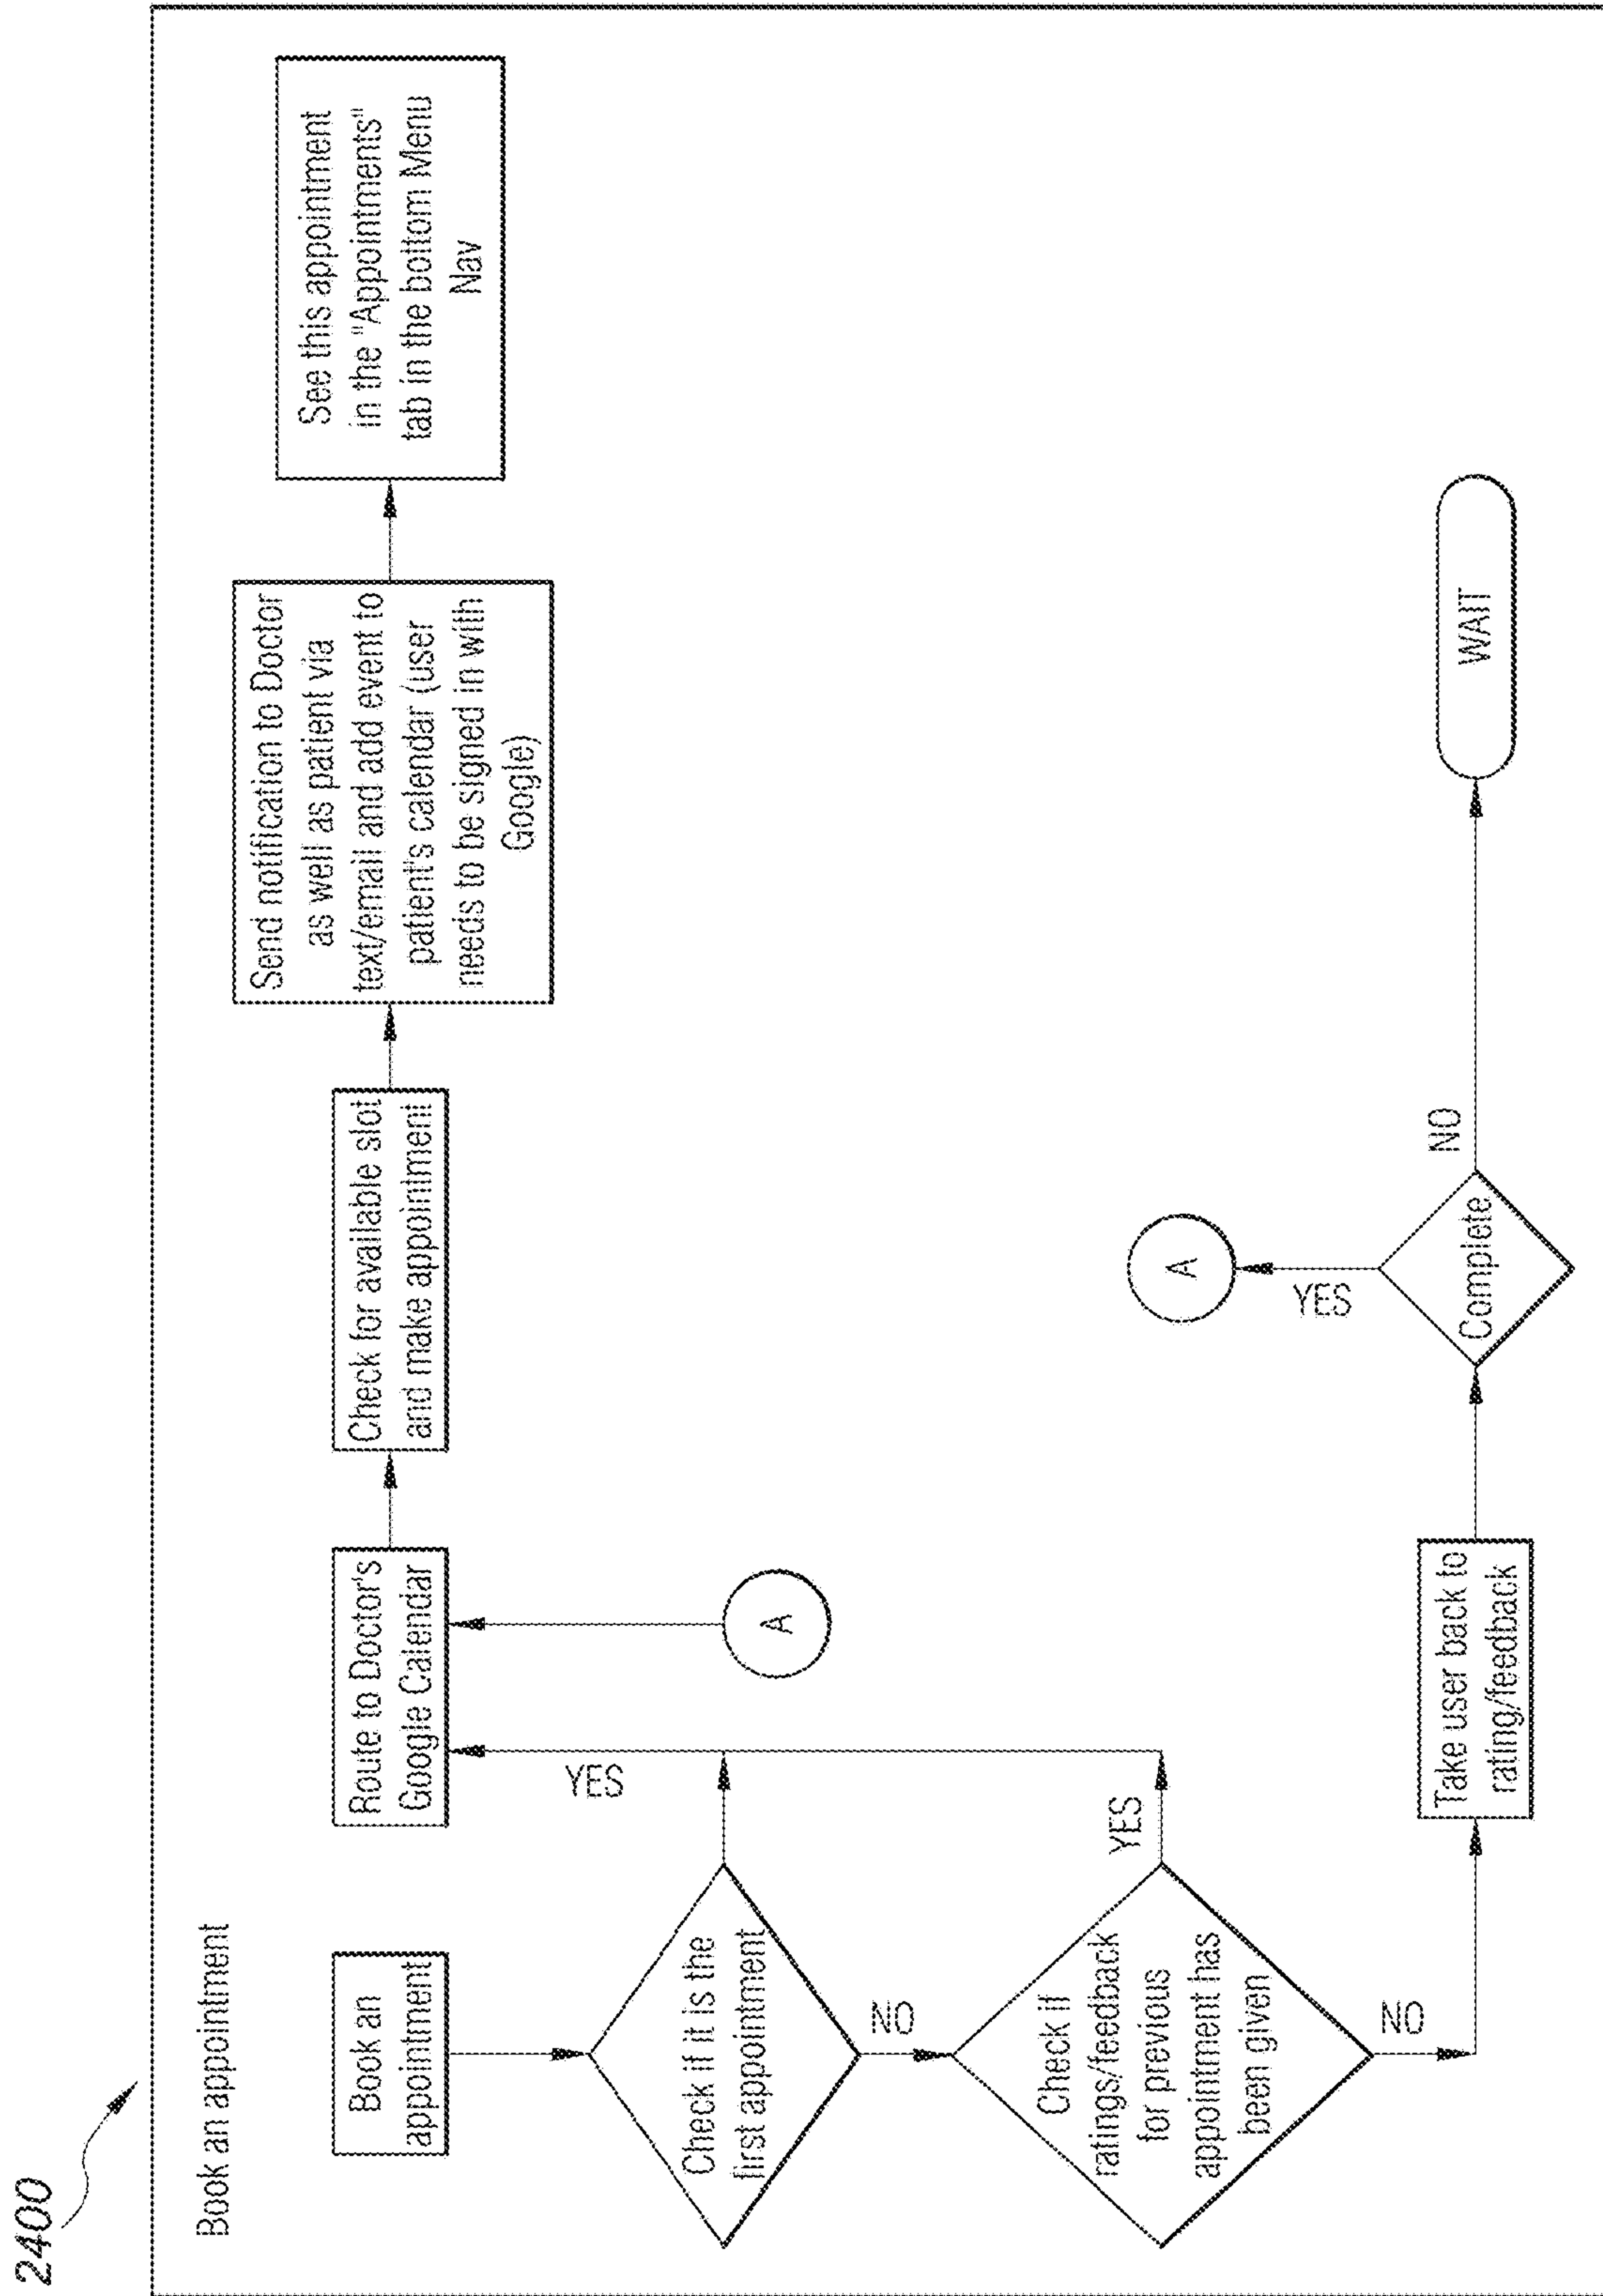 2400
Book an appointment
Book an
appointment
Check if it is the
first appointment
YES
NO
Check if
ratings/feedback
for previous
appointment has
been given
YES
NO
Route to Doctor's
Google Calendar
A
Check for available slot
and make appointment
Send notification to Doctor
as well as patient via
text/email and add event to
patient's calendar (user
needs to be signed in with
Google)
See this appointment
in the "Appointments"
tab in the bottom Menu
Nav
Take user back to
rating/feedback
Complete
YES
A
NO
WAIT